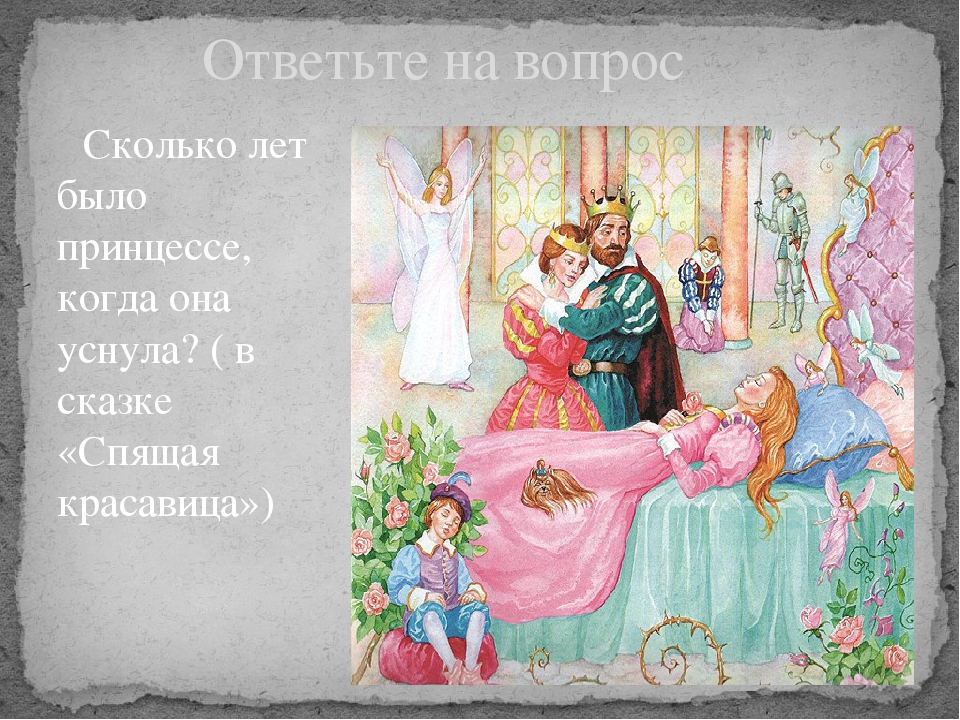 Ответьте на вопрос
Сколько лет
было
принцессе,
когда она
уснула? ( в
сказке
«Спящая
красавица»)